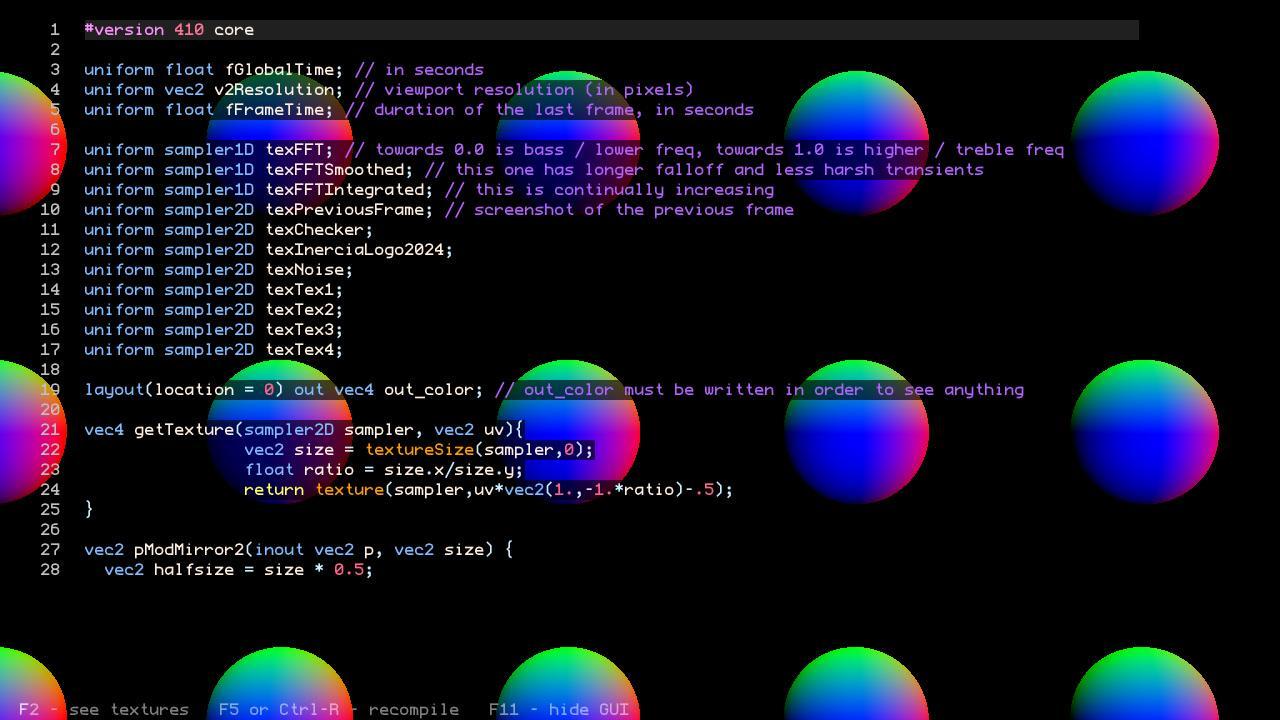 1 #version 410 core
2
3 uniform float fGlobalTime; // in seconds
4 uniform vec2 v2Resolution; // viewport resolution (in pixels)
5 uniform float fFrameTime; // duration of the last frame, in seconds
6
7 uniform sampler1D texFFT; // towards 0.0 is bass / lower freq, towards 1.0 is higher / treble freq
8 uniform sampler1D texFFTSmoothed; // this one has longer falloff and less harsh transients
9 uniform sampler1D texFFTIntegrated; // this is continually increasing
10 uniform sampler2D texPreviousFrame; // screenshot of the previous frame
11 uniform sampler2D texChecker;
12 uniform sampler2D texInerciaLogo2024;
13 uniform sampler2D texNoise;
14 uniform sampler2D texTex1;
15 uniform sampler2D texTex2;
16 uniform sampler2D texTex3;
17 uniform sampler2D texTex4;
18
19 layout(location = 0) out vec4 out_color; // out_color must be written in order to see anything
20
21 vec4 getTexture(sampler2D sampler, vec2 uv){
22 vec2 size = textureSize(sampler,0);
23 float ratio = size.x/size.y;
24 return texture(sampler,uv*vec2(1.,-1.*ratio)-.5);
25 }
26
27 vec2 pModMirror2(inout vec2 p, vec2 size) {
28 vec2 halfsize = size * 0.5;
F2 - see textures F5 or Ctrl-R - recompile F11 - hide GUI